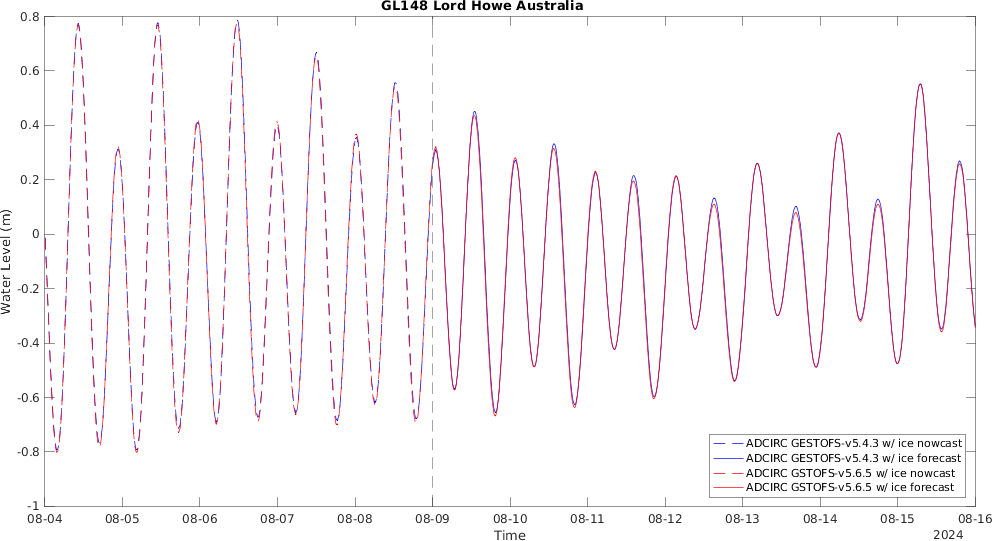 GL148 Lord Howe Australia
0.8
0.6
0.4
0.2
0
-0.2
-0.4
-0.6
-0.8
-1
Water Level (m)
ADCIRC GESTOFS-v5.4.3 w/ ice nowcast
ADCIRC GESTOFS-v5.4.3 w/ ice forecast
ADCIRC GSTOFS-v5.6.5 w/ ice nowcast
ADCIRC GSTOFS-v5.6.5 w/ ice forecast
08-04 08-05 08-06 08-07 08-08 08-09 08-10 08-11 08-12 08-13 08-14 08-15 08-16
Time
2024